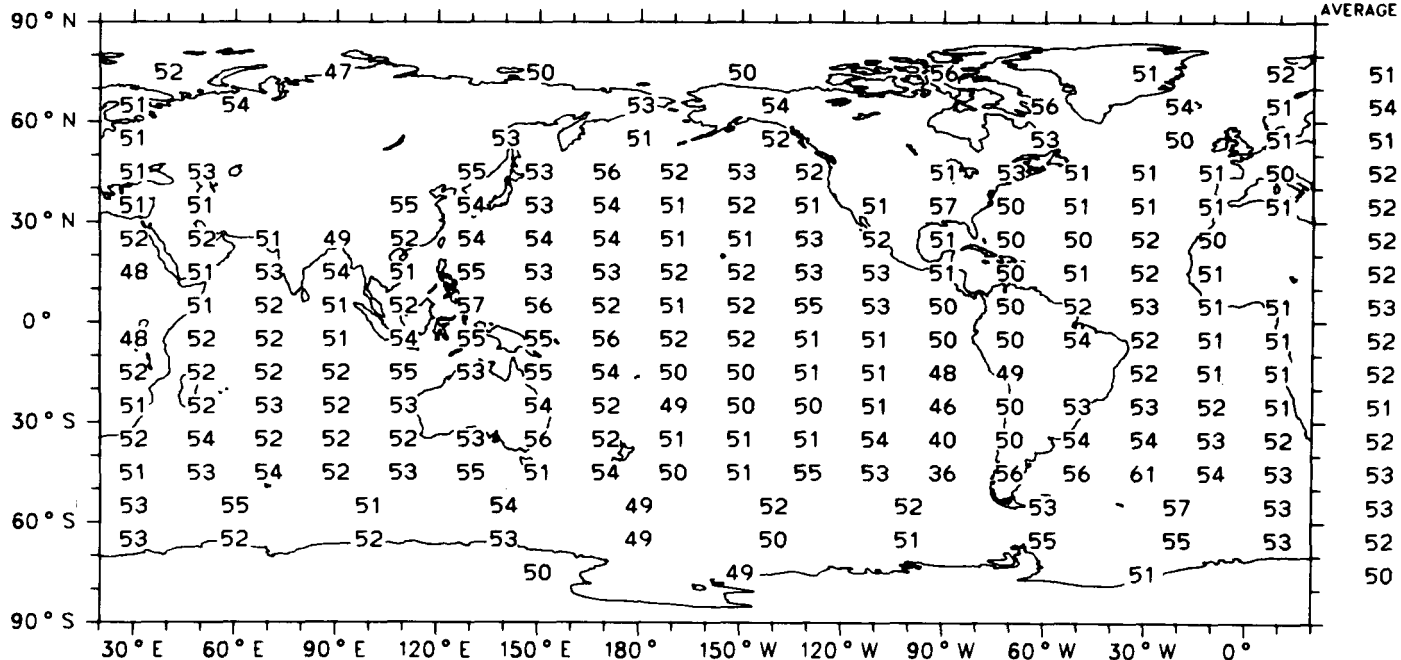 AVERAGE
90° N
52 47 50 50 56 51 52 51
51 54 53 54 56 54 51 54
60° N
51 53 51 52 53 50 51 51
51 53 55 53 56 52 53 52 51 53 51 51 51 50 52
51 51 55 54 53 54 51 52 51 51 57 50 51 51 51 51 52
30° N
52 52 51 49 52 54 54 54 51 51 53 52 51 50 50 52 50 52
48 51 53 54 51 55 53 53 52 52 53 53 51 50 51 52 51 52
51 52 51 52 57 56 52 51 52 55 53 50 50 52 53 51 51 53
0°
48 52 52 51 54 55 55 56 52 52 51 51 50 50 54 52 51 51 52
52 52 52 52 55 53 55 54 50 50 51 51 48 49 52 51 51 52
51 52 53 52 53 54 52 49 50 50 51 46 50 53 53 52 51 51
30° S
52 54 52 52 52 53 56 52 51 51 51 54 40 50 54 54 53 52 52
51 53 54 52 53 55 51 54 50 51 55 53 36 56 56 61 54 53 53
53 55 51 54 49 52 52 53 57 53 53
60° S
53 52 52 53 49 50 51 55 55 53 52
50 49 51 50
90° S
30° E 60° E 90° E 120° E 150° E 180° 150° W 120° W 90° W 60° W 30° W 0°